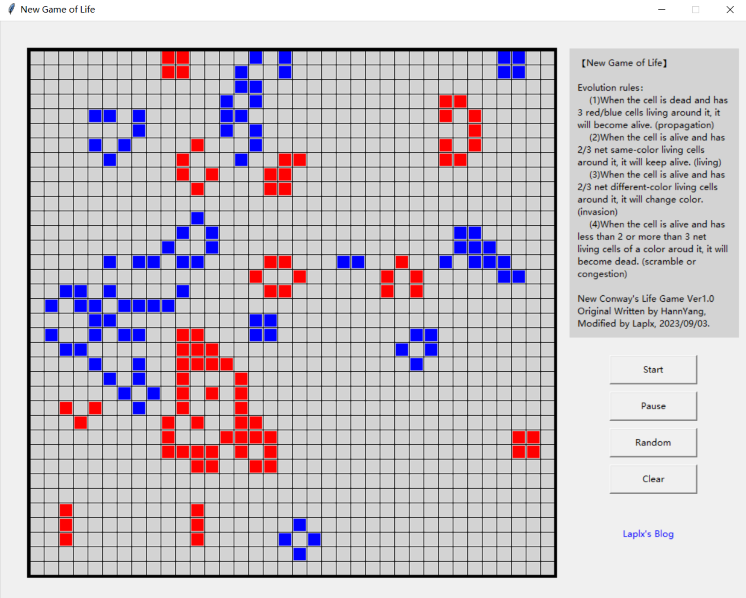 New Game of Life
【New Game of Life】
Evolution rules:
(1)When the cell is dead and has
3 red/blue cells living around it, it
will become alive. (propagation)
(2)When the cell is alive and has
2/3 net same-color living cells
around it, it will keep alive. (living)
(3)When the cell is alive and has
2/3 net different-color living cells
around it, it will change color.
(invasion)
(4)When the cell is alive and has
less than 2 or more than 3 net
living cells of a color aroud it, it will
become dead. (scramble or
congestion)
New Conway's Life Game Ver1.0
Original Written by HannYang,
Modified by Laplx, 2023/09/03.
Start
Pause
Random
Clear
Laplx's Blog